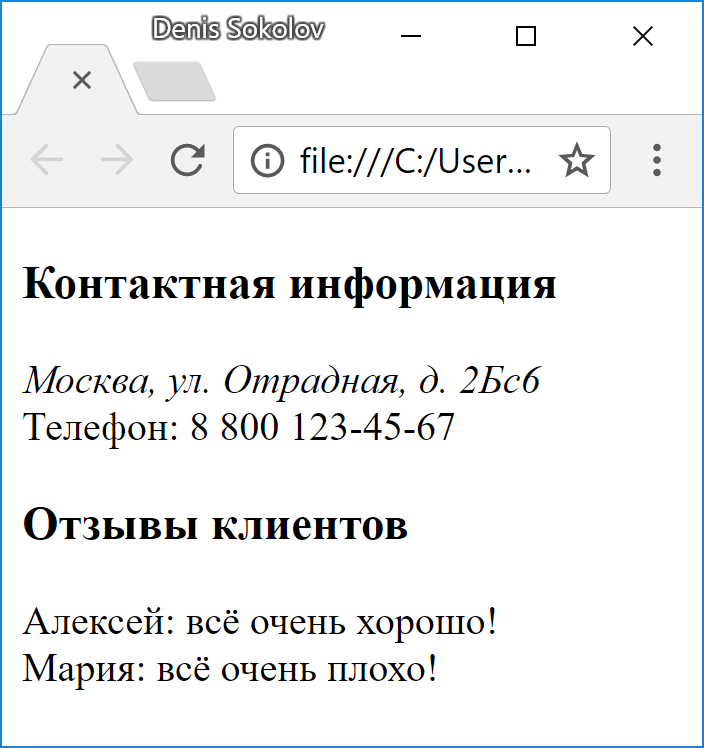 Denis Sokolov
file:///C:/User...
Контактная информация
Москва, ул. Отрадная, д. 2Бс6
Телефон: 8 800 123-45-67
Отзывы клиентов
Алексей: всё очень хорошо!
Мария: всё очень плохо!